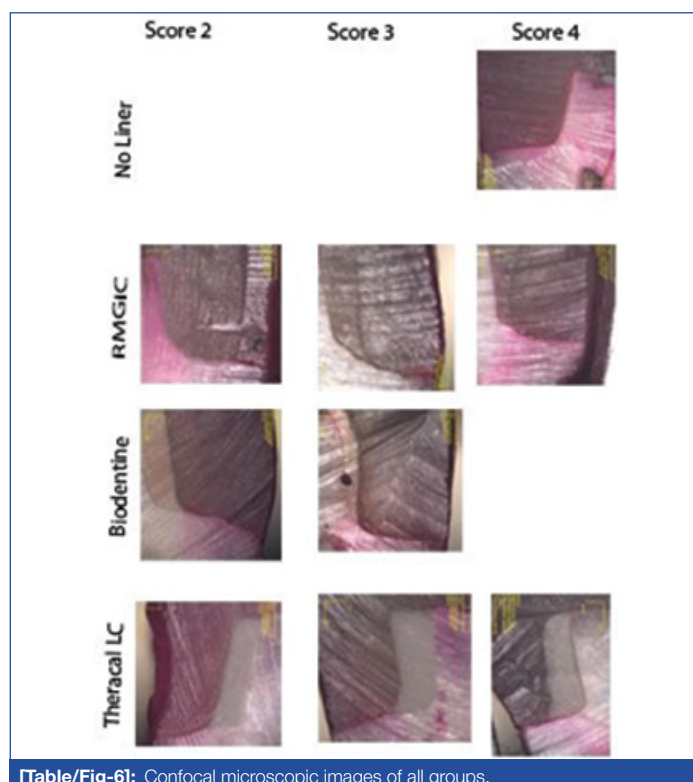 Score 2 Score 3 Score 4
No Liner
RMGIC
Biodentine
Theracal LC
[Table/Fig-6]: Confocal microscopic images of all groups.